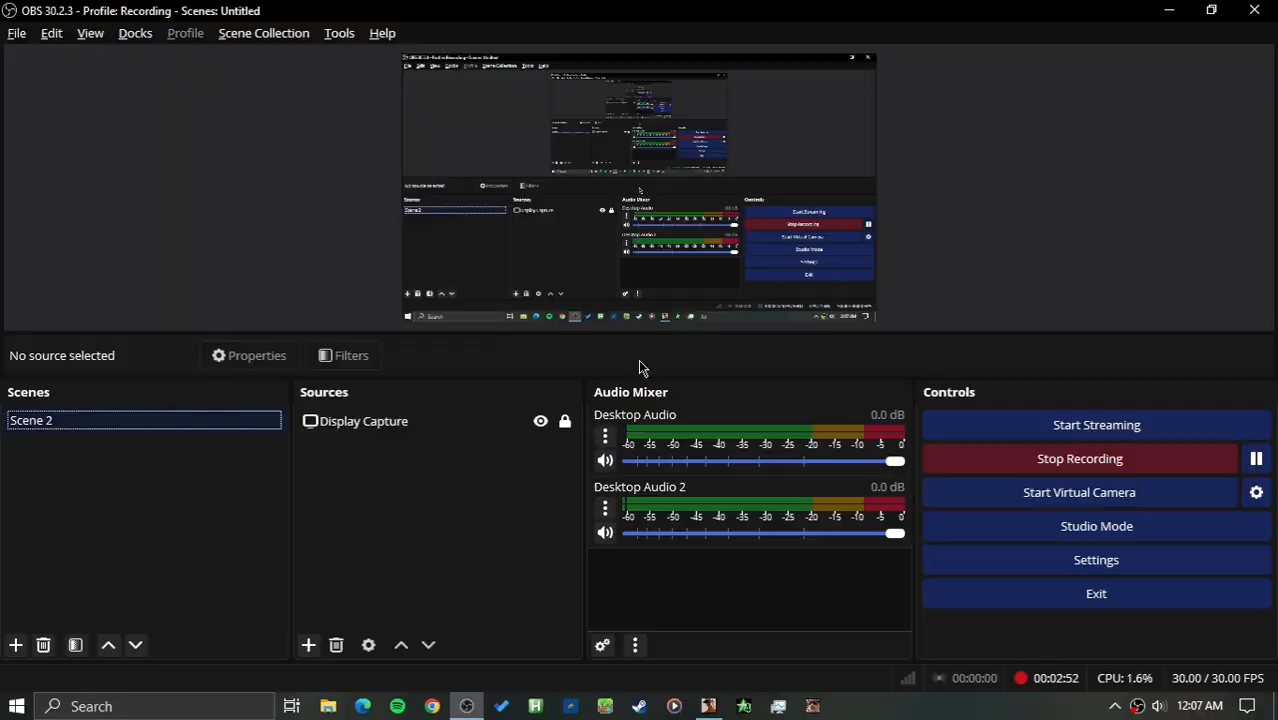 OBS 30.2.3 - Profile: Recording - Scenes: Untitled
File Edit View Docks Profile Scene Collection Tools Help
No source selected Properties Filters
Scenes Sources Audio Mixer Controls
Scene 2
Display Capture
Desktop Audio 0.0 dB
-60 -55 -50 -45 -40 -35 -30 -25 -20 -15 -10 -5 0
Desktop Audio 2 0.0 dB
-60 -55 -50 -45 -40 -35 -30 -25 -20 -15 -10 -5 0
Start Streaming
Stop Recording
Start Virtual Camera
Studio Mode
Settings
Exit
00:00:00 00:02:52 CPU: 1.6% 30.00 / 30.00 FPS
Search 12:07 AM